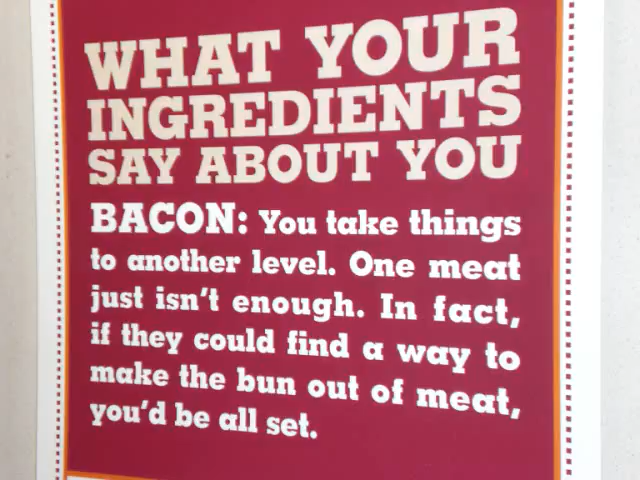 WHAT YOUR
INGREDIENTS
SAY ABOUT YOU
BACON: You take things
to another level. One meat
just isn't enough. In fact,
if they could find a way to
make the bun out of meat,
you'd be all set.